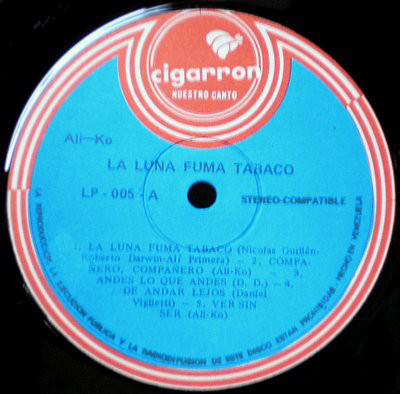 cigarron
NUESTRO CANTO
Ali-Ko
LA LUNA FUMA TABACO
LP - 005 - A
STEREO-COMPATIBLE
1. LA LUNA FUMA TABACO (Nicolas Guillén-
Roberto Darwin-Alí Primera) — 2. COMPA-
ÑERO, COMPAÑERO (Ali-Ko) — 3.
ANDES LO QUE ANDES (D. D.) — 4.
DE ANDAR LEJOS (Daniel
Viglietti) — 5. VER SIN
SER (Ali-Ko)
LA REPRODUCCION, LA EJECUCION PUBLICA Y LA RADIODIFUSION DE ESTE DISCO ESTAN PROHIBIDAS - HECHO EN VENEZUELA